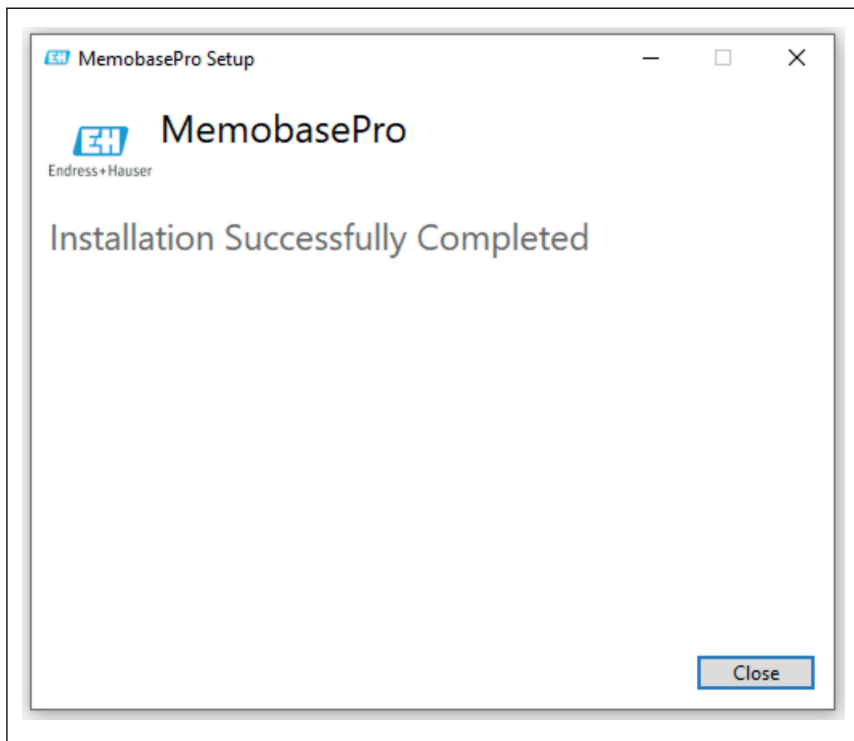 MemobasePro Setup
EH
MemobasePro
Endress+Hauser
Installation Successfully Completed
Close